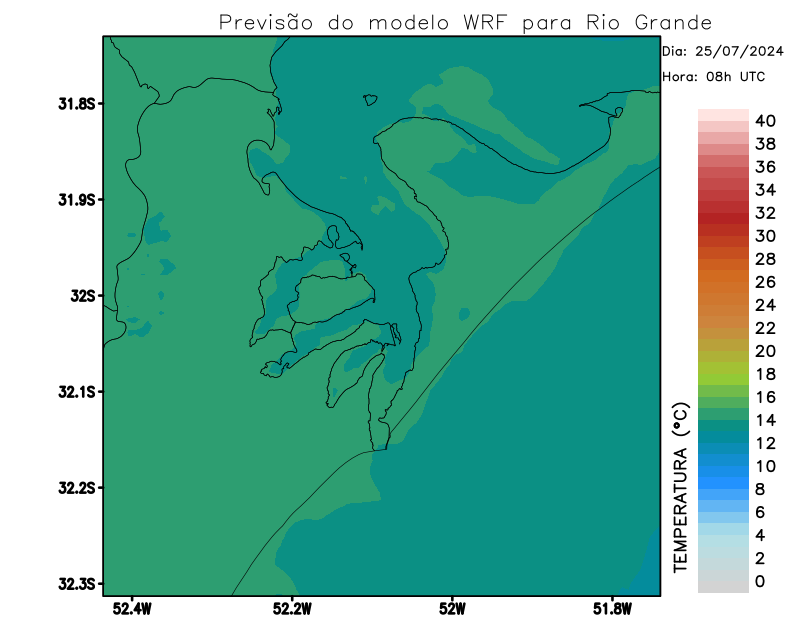 Previsão do modelo WRF para Rio Grande
Dia: 25/07/2024
Hora: 08h UTC
31.8S
31.9S
32S
32.1S
32.2S
32.3S
52.4W
52.2W
52W
51.8W
TEMPERATURA (°C)
40
38
36
34
32
30
28
26
24
22
20
18
16
14
12
10
8
6
4
2
0